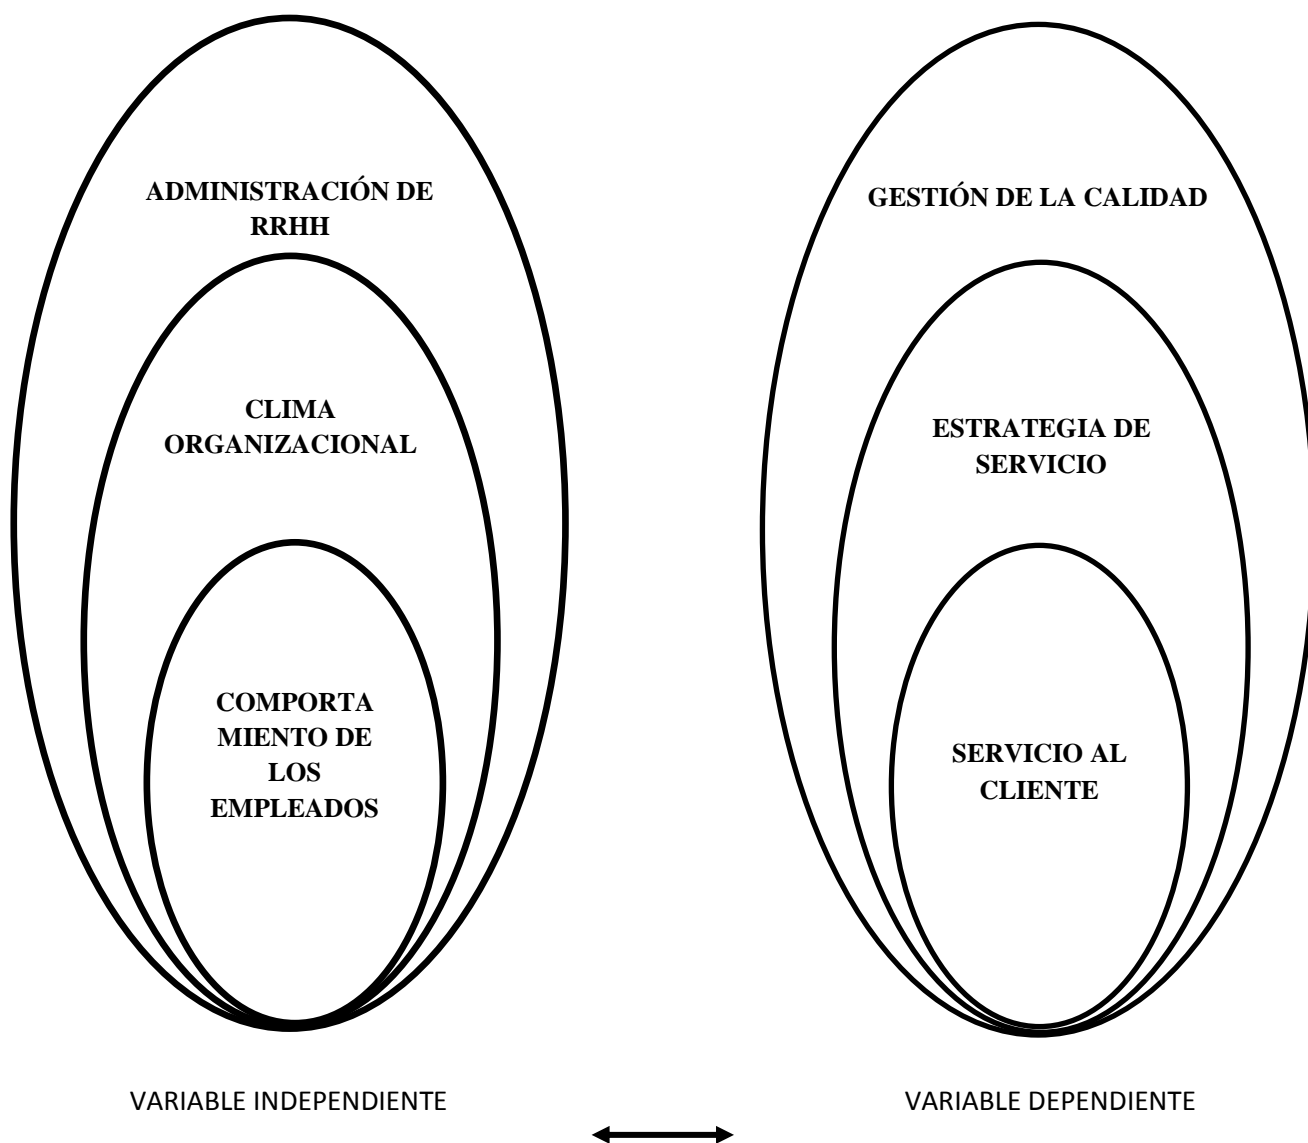 ADMINISTRACIÓN DE
RRHH
CLIMA
ORGANIZACIONAL
COMPORTA
MIENTO DE
LOS
EMPLEADOS
GESTIÓN DE LA CALIDAD
ESTRATEGIA DE
SERVICIO
SERVICIO AL
CLIENTE
VARIABLE INDEPENDIENTE
VARIABLE DEPENDIENTE